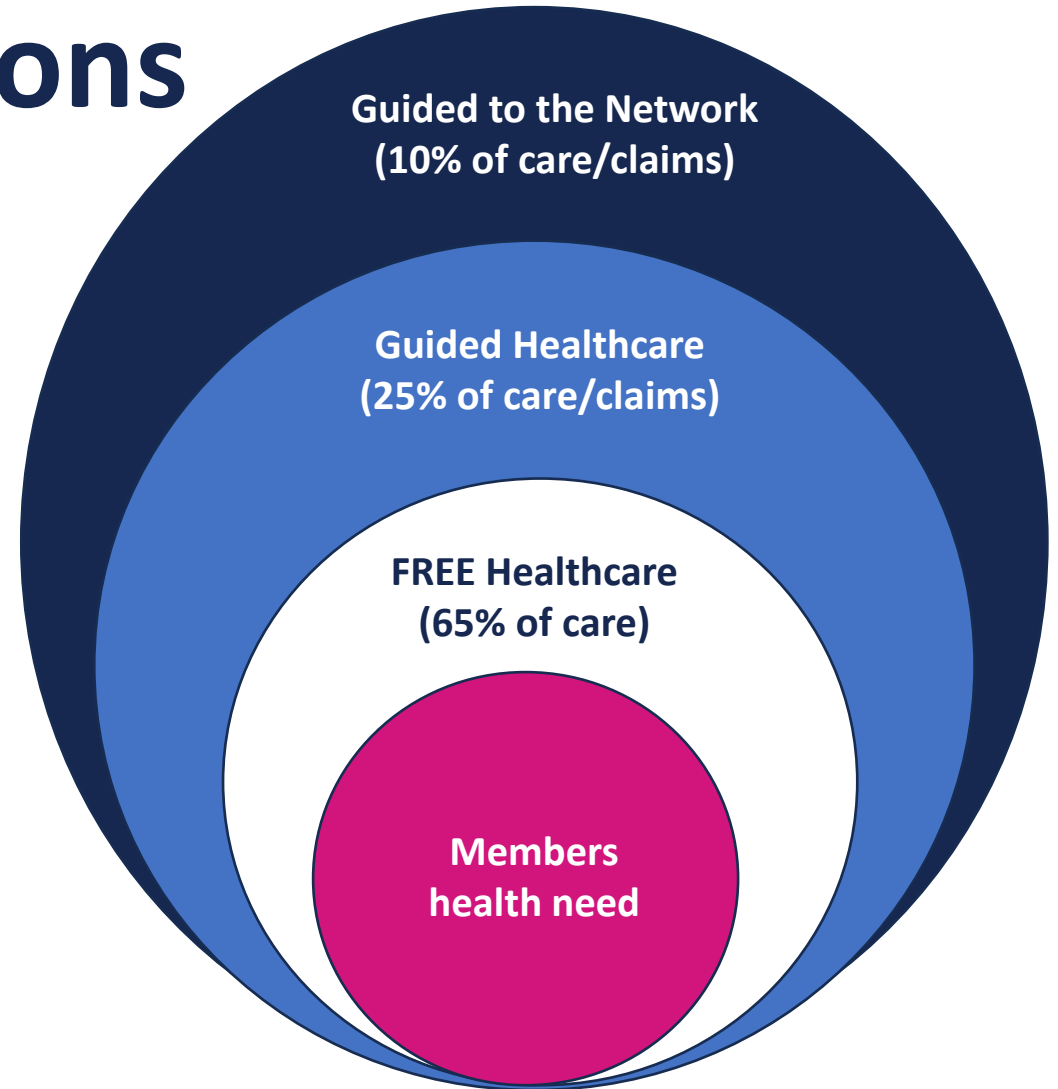 ons
Guided to the Network
(10% of care/claims)
Guided Healthcare
(25% of care/claims)
FREE Healthcare
(65% of care)
Members
health need